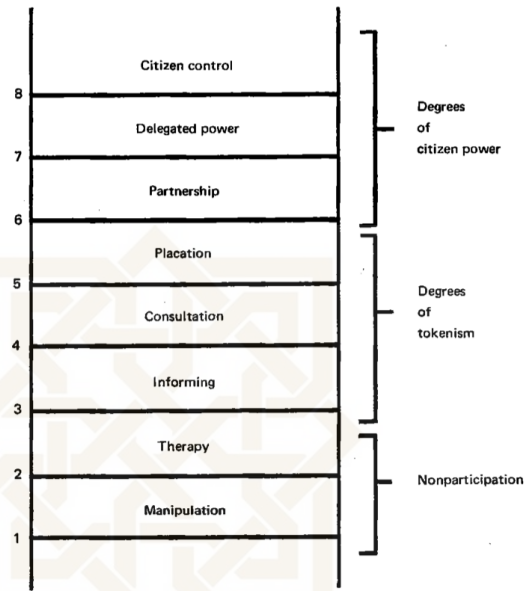 Citizen control
8
Delegated power
7
Partnership
6
Placation
5
Consultation
4
Informing
3
Therapy
2
Manipulation
1
Degrees
of
citizen power
Degrees
of
tokenism
Nonparticipation